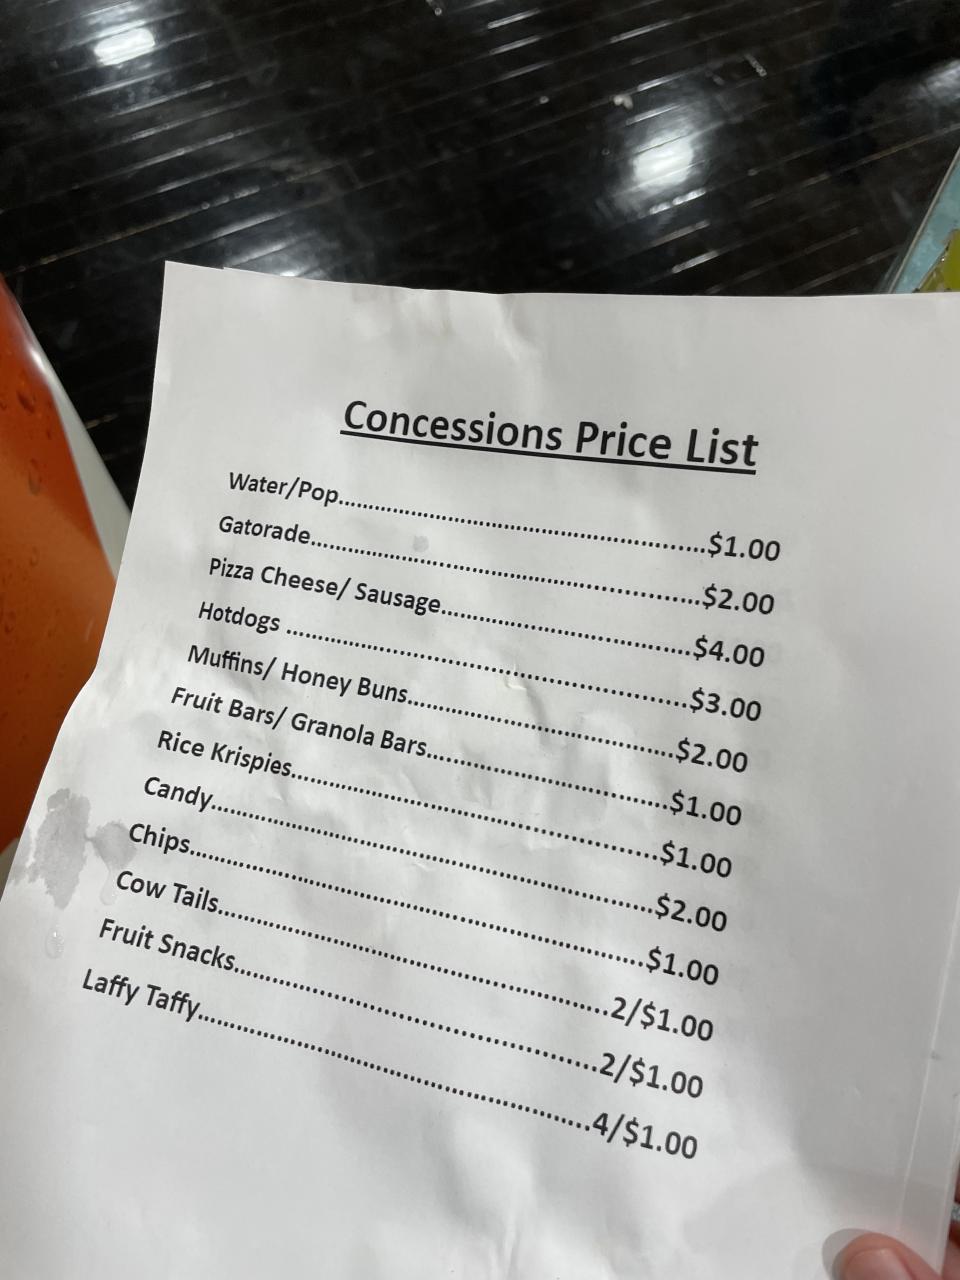 Concessions Price List
Water/Pop.............................................................$1.00
Gatorade................................................................$2.00
Pizza Cheese/ Sausage.........................................$4.00
Hotdogs .................................................................$3.00
Muffins/ Honey Buns...........................................$2.00
Fruit Bars/ Granola Bars.......................................$1.00
Rice Krispies...........................................................$1.00
Candy......................................................................$2.00
Chips.........................................................................$1.00
Cow Tails...............................................................2/$1.00
Fruit Snacks..........................................................2/$1.00
Laffy Taffy..............................................................4/$1.00